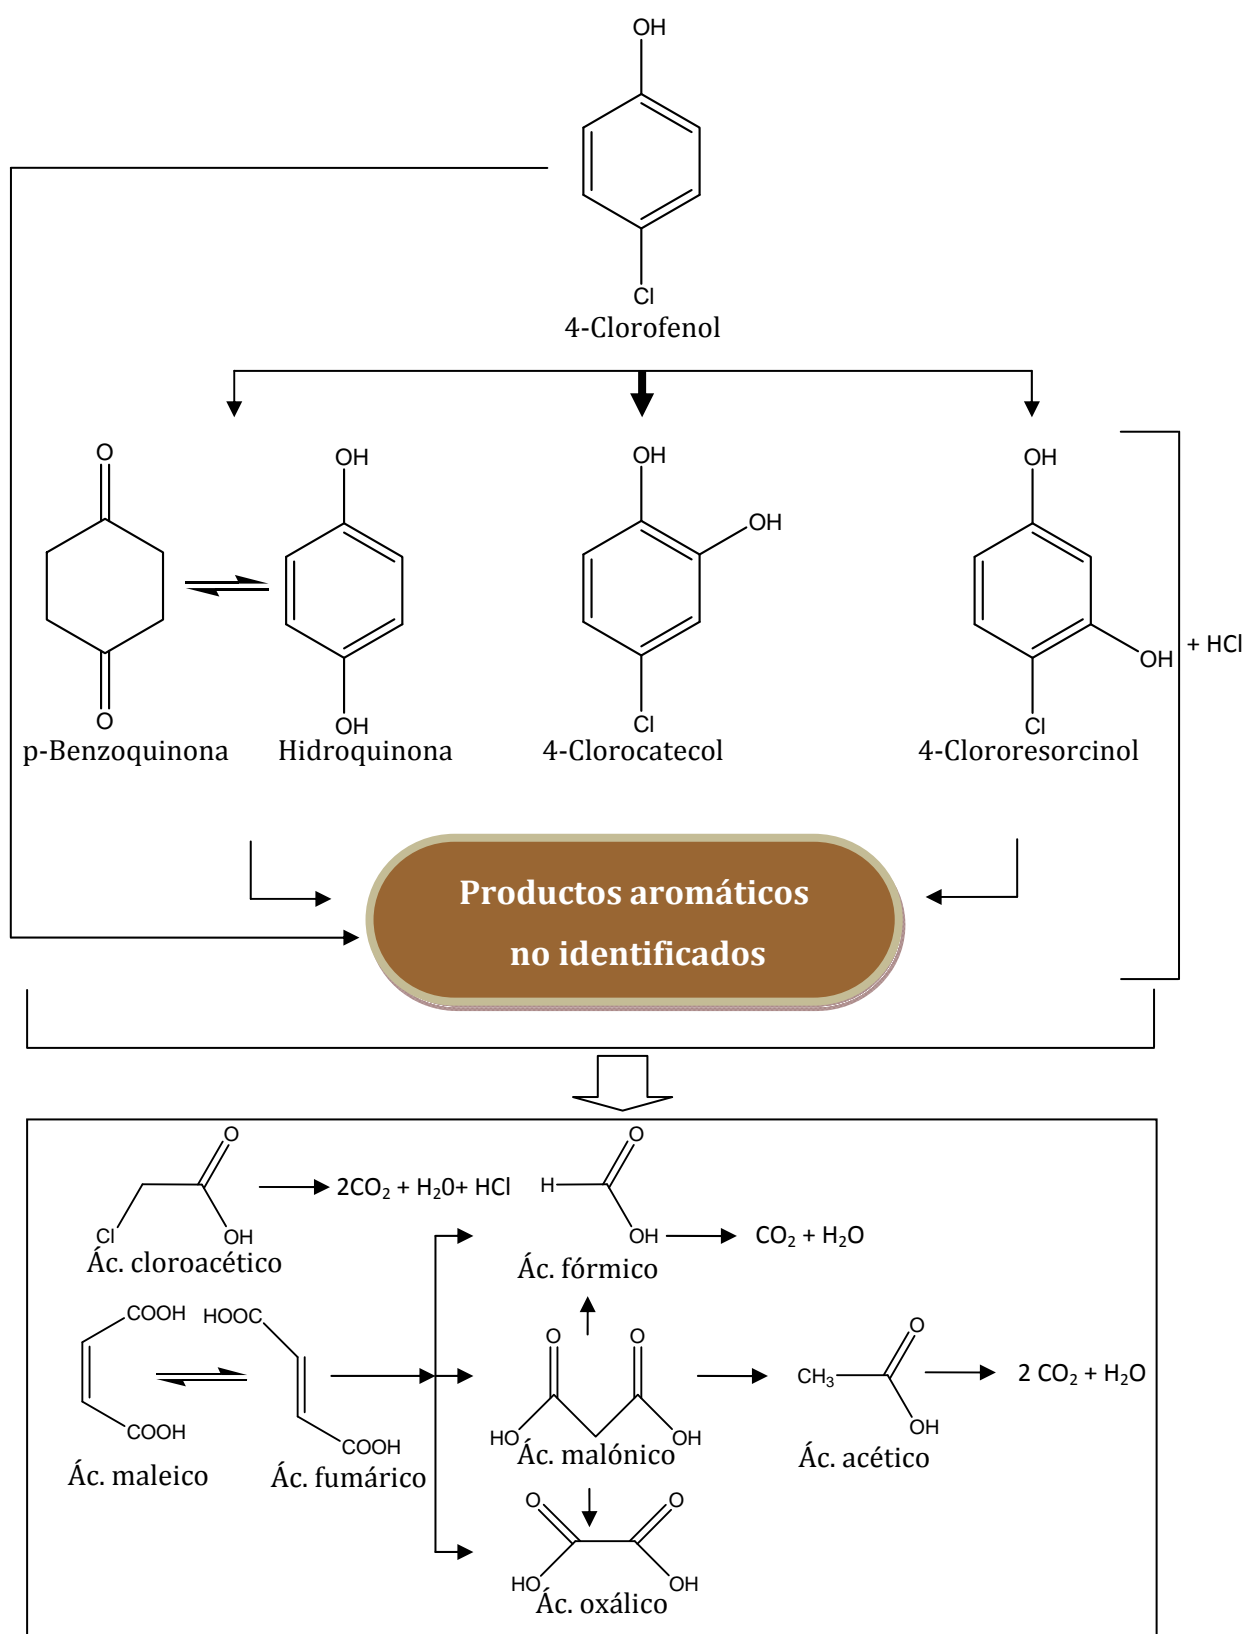 OH
Cl
4-Clorofenol
O
O
p-Benzoquinona
OH
OH
Hidroquinona
OH
OH
Cl
4-Clorocatecol
OH
OH
Cl
4-Clororesorcinol
+ HCl
Productos aromáticos
no identificados
O
Cl
OH
Ác. cloroacético
2CO₂ + H₂0+ HCl
O
H
OH
Ác. fórmico
CO₂ + H₂O
COOH
COOH
Ác. maleico
HOOC
COOH
Ác. fumárico
O
O
HO
OH
Ác. malónico
O
CH₃
OH
Ác. acético
2 CO₂ + H₂O
O
O
HO
OH
Ác. oxálico